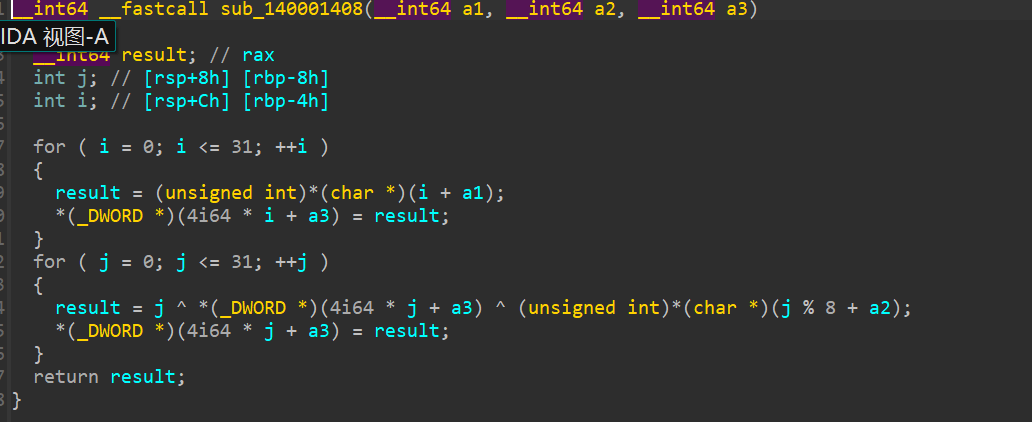 __int64 __fastcall sub_140001408(__int64 a1, __int64 a2, __int64 a3)
IDA 视图-A
__int64 result; // rax
int j; // [rsp+8h] [rbp-8h]
int i; // [rsp+Ch] [rbp-4h]
for ( i = 0; i <= 31; ++i )
{
result = (unsigned int)*(char *)(i + a1);
*(_DWORD *)(4i64 * i + a3) = result;
}
for ( j = 0; j <= 31; ++j )
{
result = j ^ *(_DWORD *)(4i64 * j + a3) ^ (unsigned int)*(char *)(j % 8 + a2);
*(_DWORD *)(4i64 * j + a3) = result;
}
return result;
}